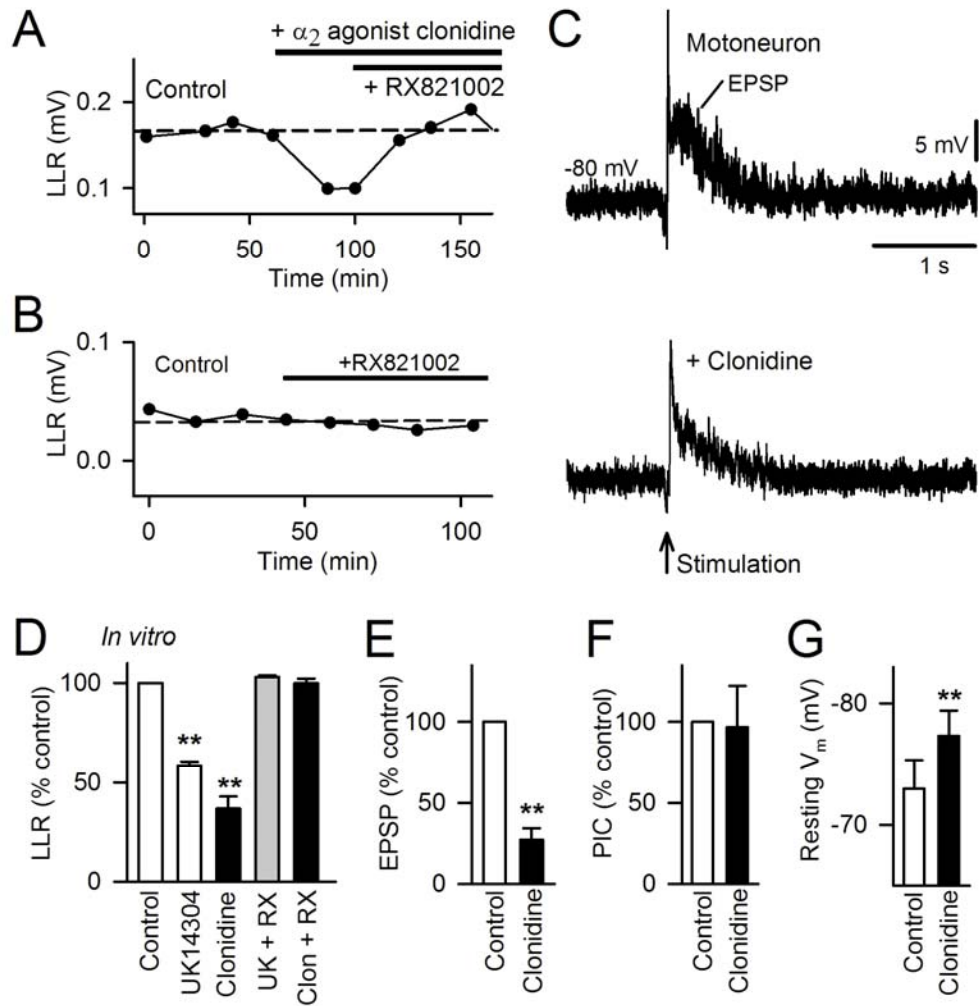 A
+ α2 agonist clonidine
+ RX821002
Control
LLR (mV)
0.2
0.1
0 50 100 150
Time (min)
B
Control
+RX821002
LLR (mV)
0.1
0.0
0 50 100
Time (min)
C
Motoneuron
EPSP
-80 mV
5 mV
1 s
+ Clonidine
Stimulation
D
In vitro
LLR (% control)
100
50
0
**
**
Control
UK14304
Clonidine
UK + RX
Clon + RX
E
EPSP (% control)
100
50
0
**
Control
Clonidine
F
PIC (% control)
100
50
0
Control
Clonidine
G
Resting Vm (mV)
-80
-70
**
Control
Clonidine